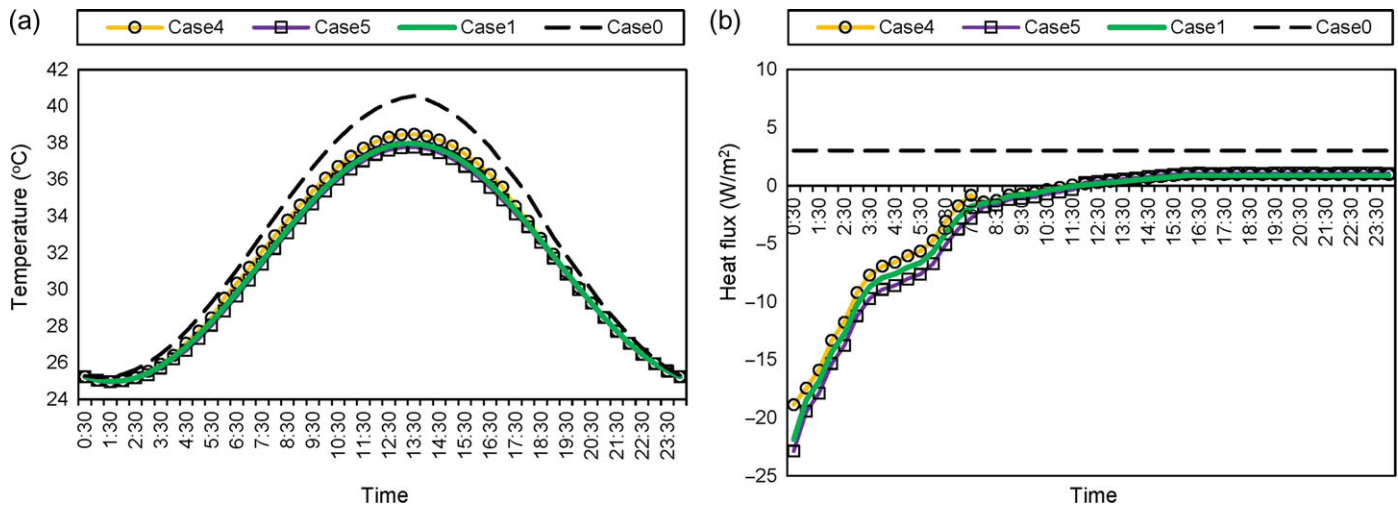 (a)
Case4 Case5 Case1 Case0
Temperature (ºC)
42
40
38
36
34
32
30
28
26
24
0:30 1:30 2:30 3:30 4:30 5:30 6:30 7:30 8:30 9:30 10:30 11:30 12:30 13:30 14:30 15:30 16:30 17:30 18:30 19:30 20:30 21:30 22:30 23:30
Time
(b)
Case4 Case5 Case1 Case0
Heat flux (W/m²)
10
5
0
−5
−10
−15
−20
−25
0:30 1:30 2:30 3:30 4:30 5:30 6:30 7:30 8:30 9:30 10:30 11:30 12:30 13:30 14:30 15:30 16:30 17:30 18:30 19:30 20:30 21:30 22:30 23:30
Time